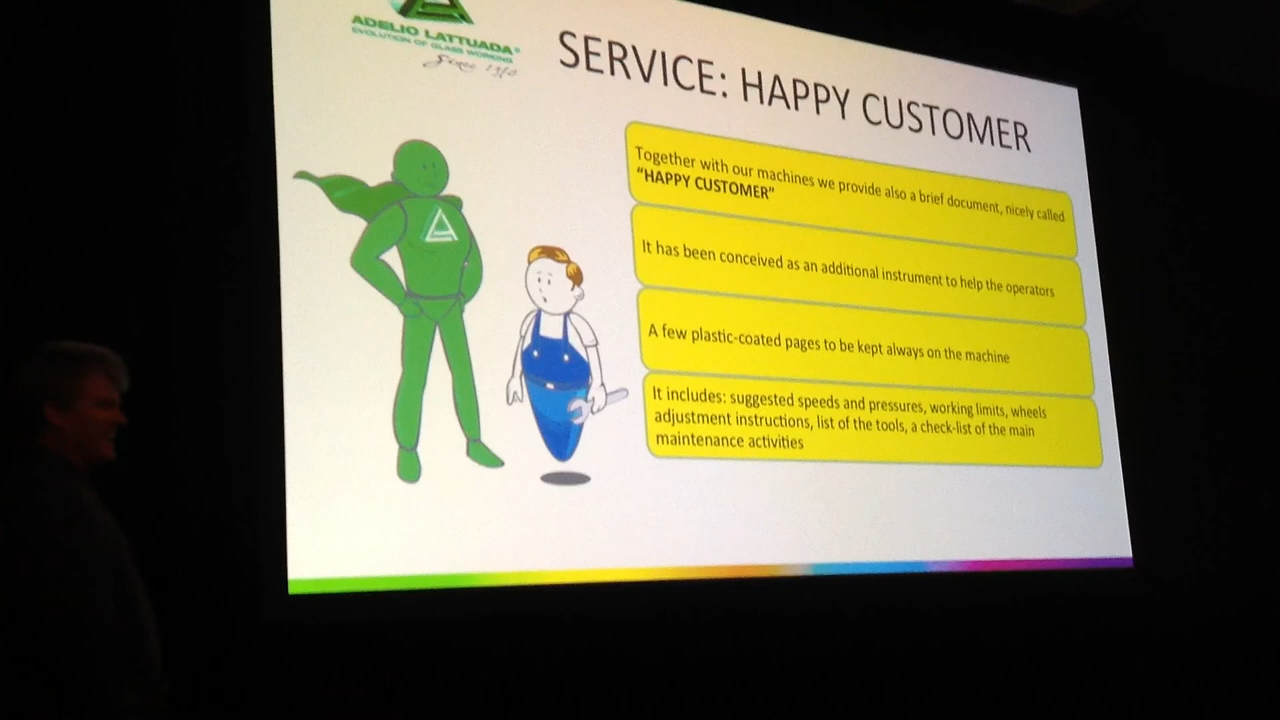 ADELIO LATTUADA®
EVOLUTION OF GLASS WORKING
Since 1978
SERVICE: HAPPY CUSTOMER
Together with our machines we provide also a brief document, nicely called
“HAPPY CUSTOMER”
It has been conceived as an additional instrument to help the operators
A few plastic-coated pages to be kept always on the machine
It includes: suggested speeds and pressures, working limits, wheels
adjustment instructions, list of the tools, a check-list of the main
maintenance activities